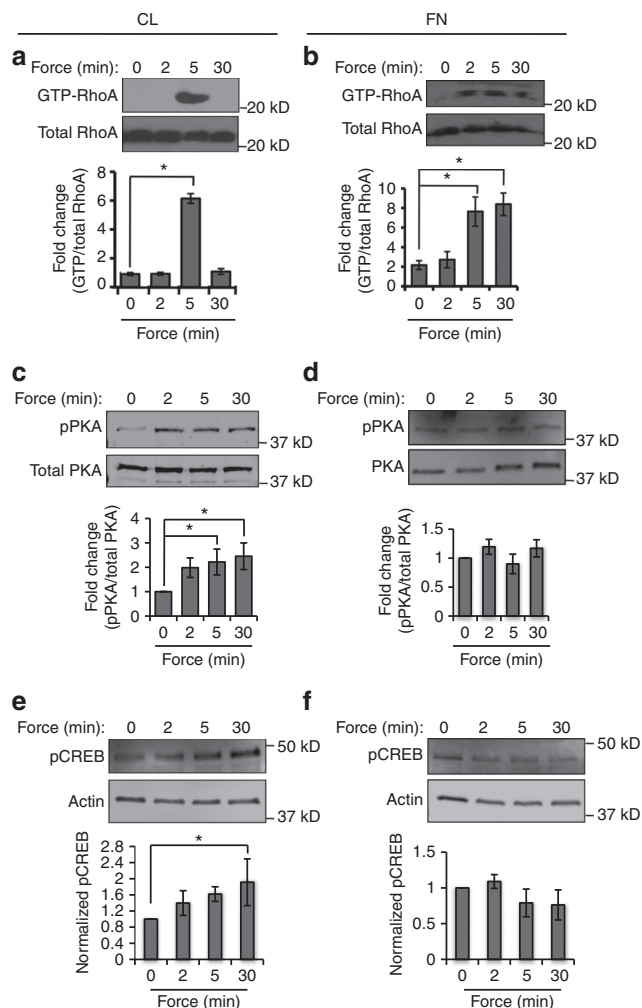 CL
FN
a
Force (min): 0 2 5 30
GTP-RhoA
20 kD
Total RhoA
20 kD
Fold change
(GTP/total RhoA)
8
6
4
2
0
*
0 2 5 30
Force (min)
b
Force (min): 0 2 5 30
GTP-RhoA
20 kD
Total RhoA
20 kD
Fold change
(GTP/total RhoA)
10
8
6
4
2
0
*
*
0 2 5 30
Force (min)
c
Force (min): 0 2 5 30
pPKA
37 kD
Total PKA
37 kD
Fold change
(pPKA/total PKA)
4
3
2
1
0
*
*
0 2 5 30
Force (min)
d
Force (min): 0 2 5 30
pPKA
37 kD
PKA
37 kD
Fold change
(pPKA/total PKA)
1.5
1
0.5
0
0 2 5 30
Force (min)
e
Force (min): 0 2 5 30
50 kD
pCREB
Actin
37 kD
Normalized pCREB
2.8
2.4
2
1.6
1.2
0.8
0.4
0
*
0 2 5 30
Force (min)
f
Force (min): 0 2 5 30
50 kD
pCREB
Actin
37 kD
Normalized pCREB
1.5
1
0.5
0
0 2 5 30
Force (min)